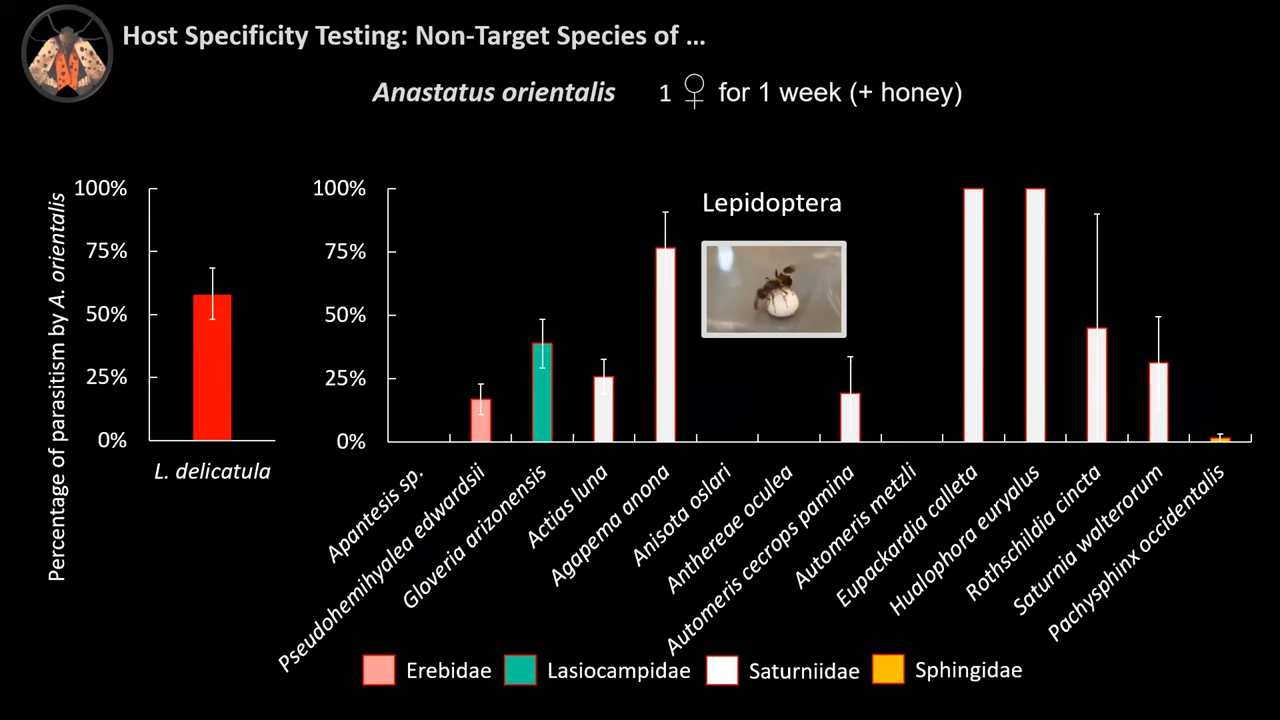 Host Specificity Testing: Non-Target Species of ...
Anastatus orientalis 1 ♀ for 1 week (+ honey)
Percentage of parasitism by A. orientalis
100%
75%
50%
25%
0%
L. delicatula
100%
75%
50%
25%
0%
Lepidoptera
Apantesis sp.
Pseudohemihyalea edwardsii
Gloveria arizonensis
Actias luna
Agapema anona
Anisota oslari
Anthereae oculea
Automeris cecrops pamina
Automeris metzli
Eupackardia calleta
Hualophora euryalus
Rothschildia cincta
Saturnia walterorum
Pachysphinx occidentalis
Erebidae Lasiocampidae Saturniidae Sphingidae